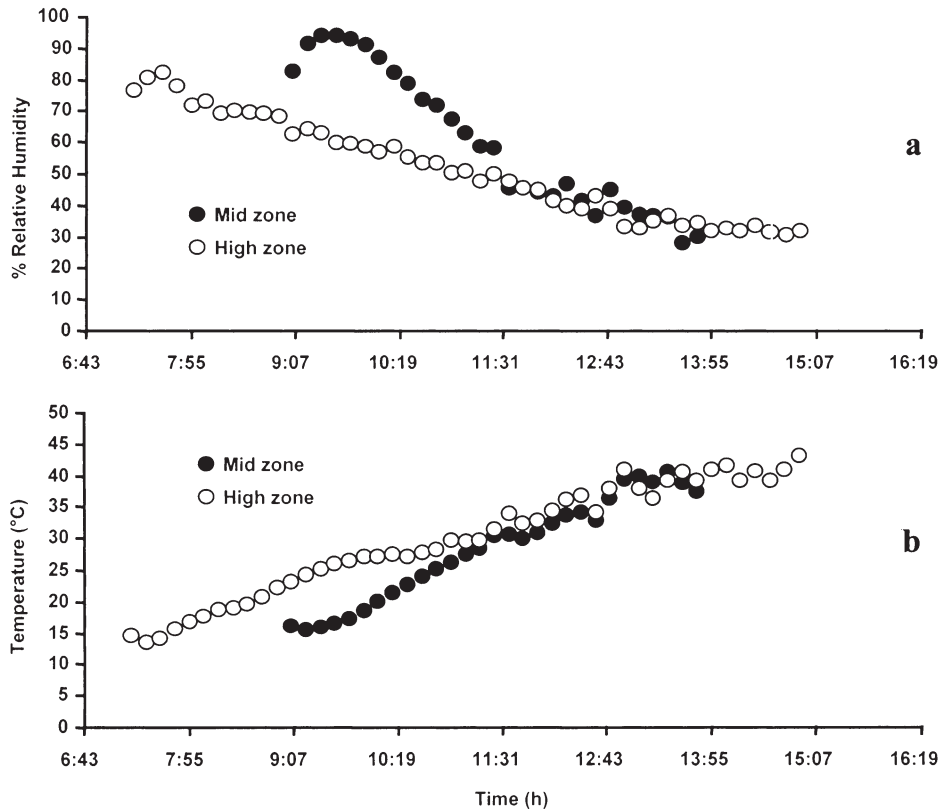 100
90
80
70
60
50
40
30
20
10
0
% Relative Humidity
Mid zone
High zone
a
6:43 7:55 9:07 10:19 11:31 12:43 13:55 15:07 16:19
50
45
40
35
30
25
20
15
10
5
0
Temperature (°C)
Mid zone
High zone
b
6:43 7:55 9:07 10:19 11:31 12:43 13:55 15:07 16:19
Time (h)